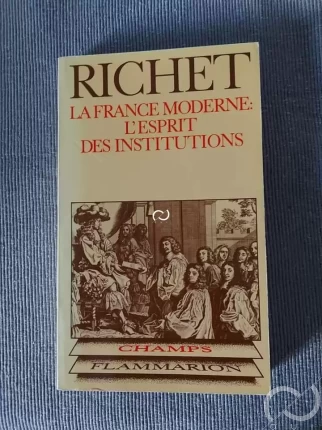 RICHET
LA FRANCE MODERNE:
L'ESPRIT
DES INSTITUTIONS
CHAMPS
FLAMMARION